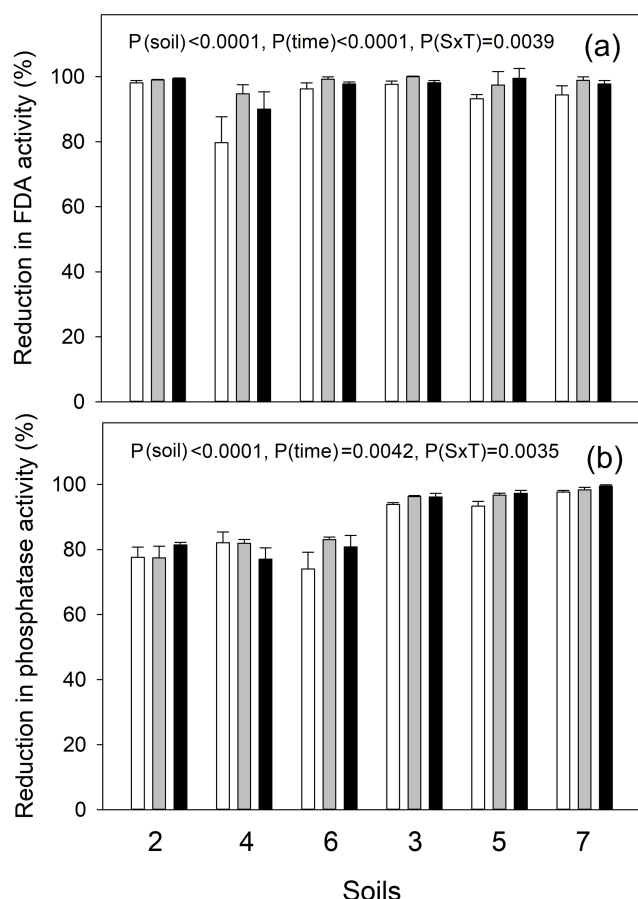 P(soil)<0.0001, P(time)<0.0001, P(SxT)=0.0039
(a)
Reduction in FDA activity (%)
100
80
60
40
20
0
P(soil)<0.0001, P(time)=0.0042, P(SxT)=0.0035
(b)
Reduction in phosphatase activity (%)
100
80
60
40
20
0
2 4 6 3 5 7
Soils